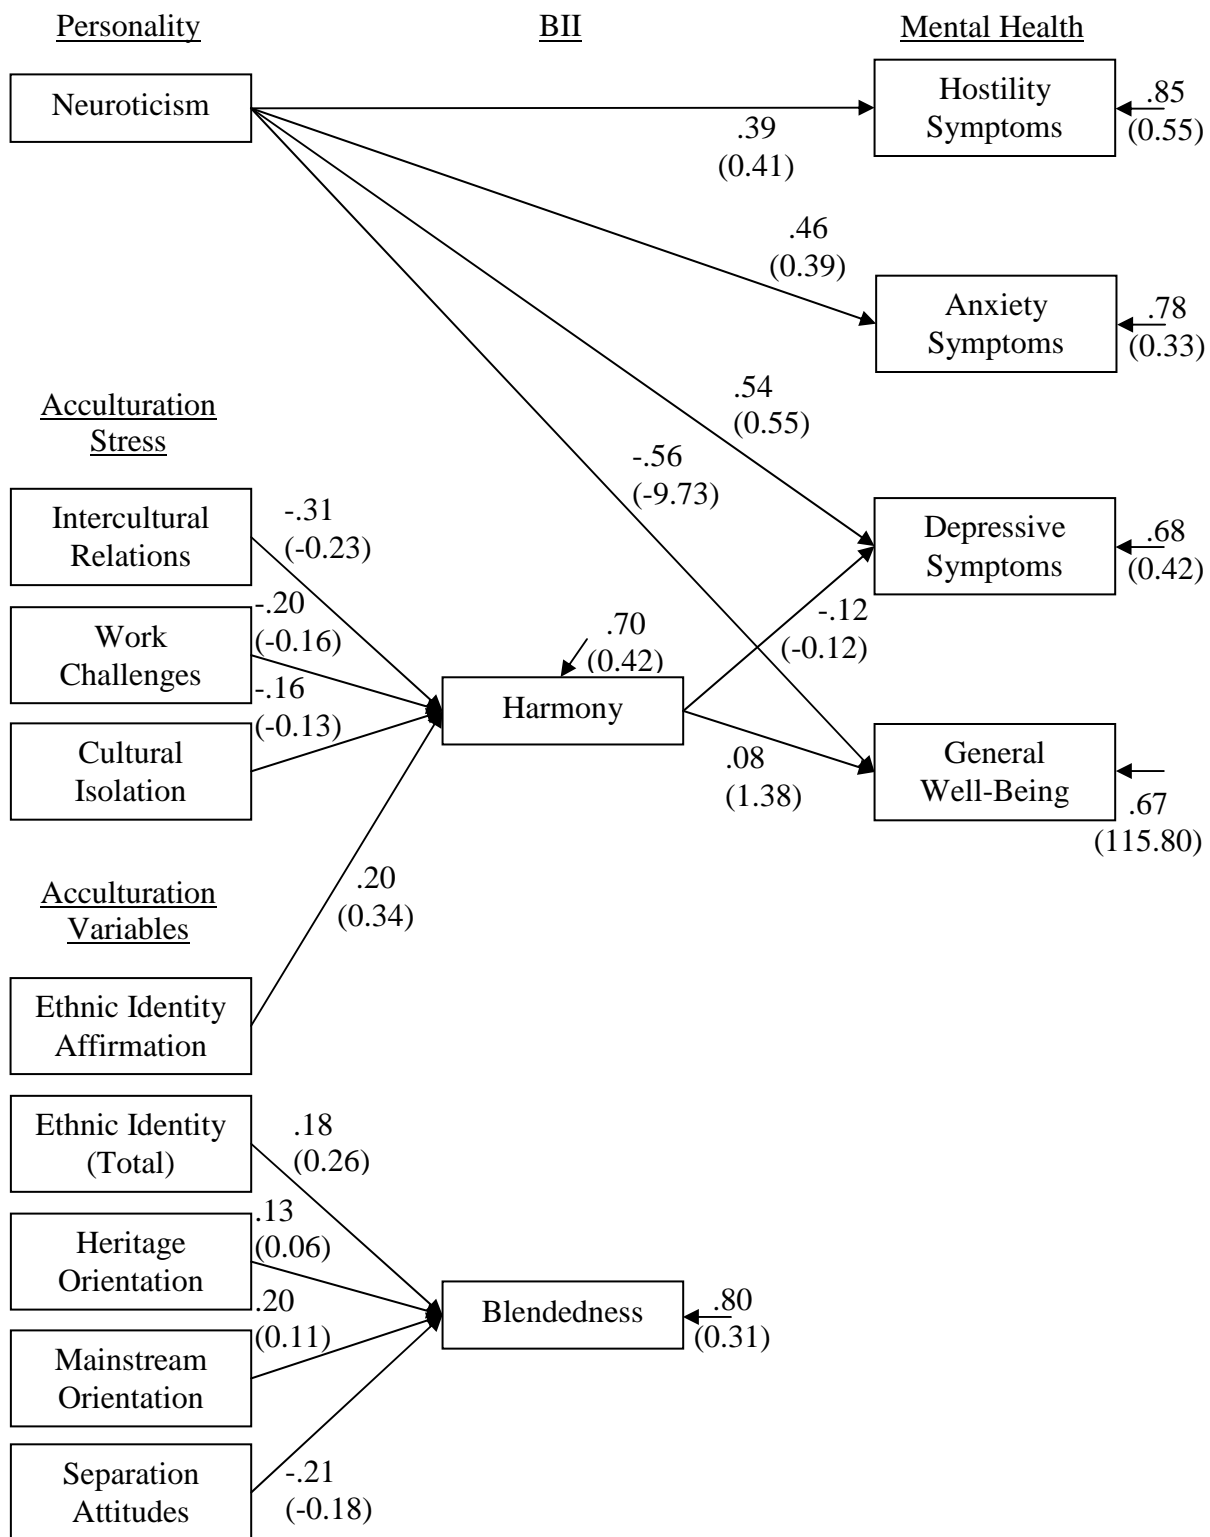 Personality
BII
Mental Health
Neuroticism
Hostility
Symptoms
.85
(0.55)
.39
(0.41)
.46
(0.39)
Anxiety
Symptoms
.78
(0.33)
.54
(0.55)
Acculturation
Stress
-.56
(-9.73)
Intercultural
Relations
-.31
(-0.23)
Depressive
Symptoms
.68
(0.42)
Work
Challenges
-.20
(-0.16)
.70
(0.42)
-.12
(-0.12)
Harmony
Cultural
Isolation
-.16
(-0.13)
.08
(1.38)
General
Well-Being
.67
(115.80)
Acculturation
Variables
.20
(0.34)
Ethnic Identity
Affirmation
Ethnic Identity
(Total)
.18
(0.26)
Heritage
Orientation
.13
(0.06)
Blendedness
.80
(0.31)
Mainstream
Orientation
.20
(0.11)
Separation
Attitudes
-.21
(-0.18)